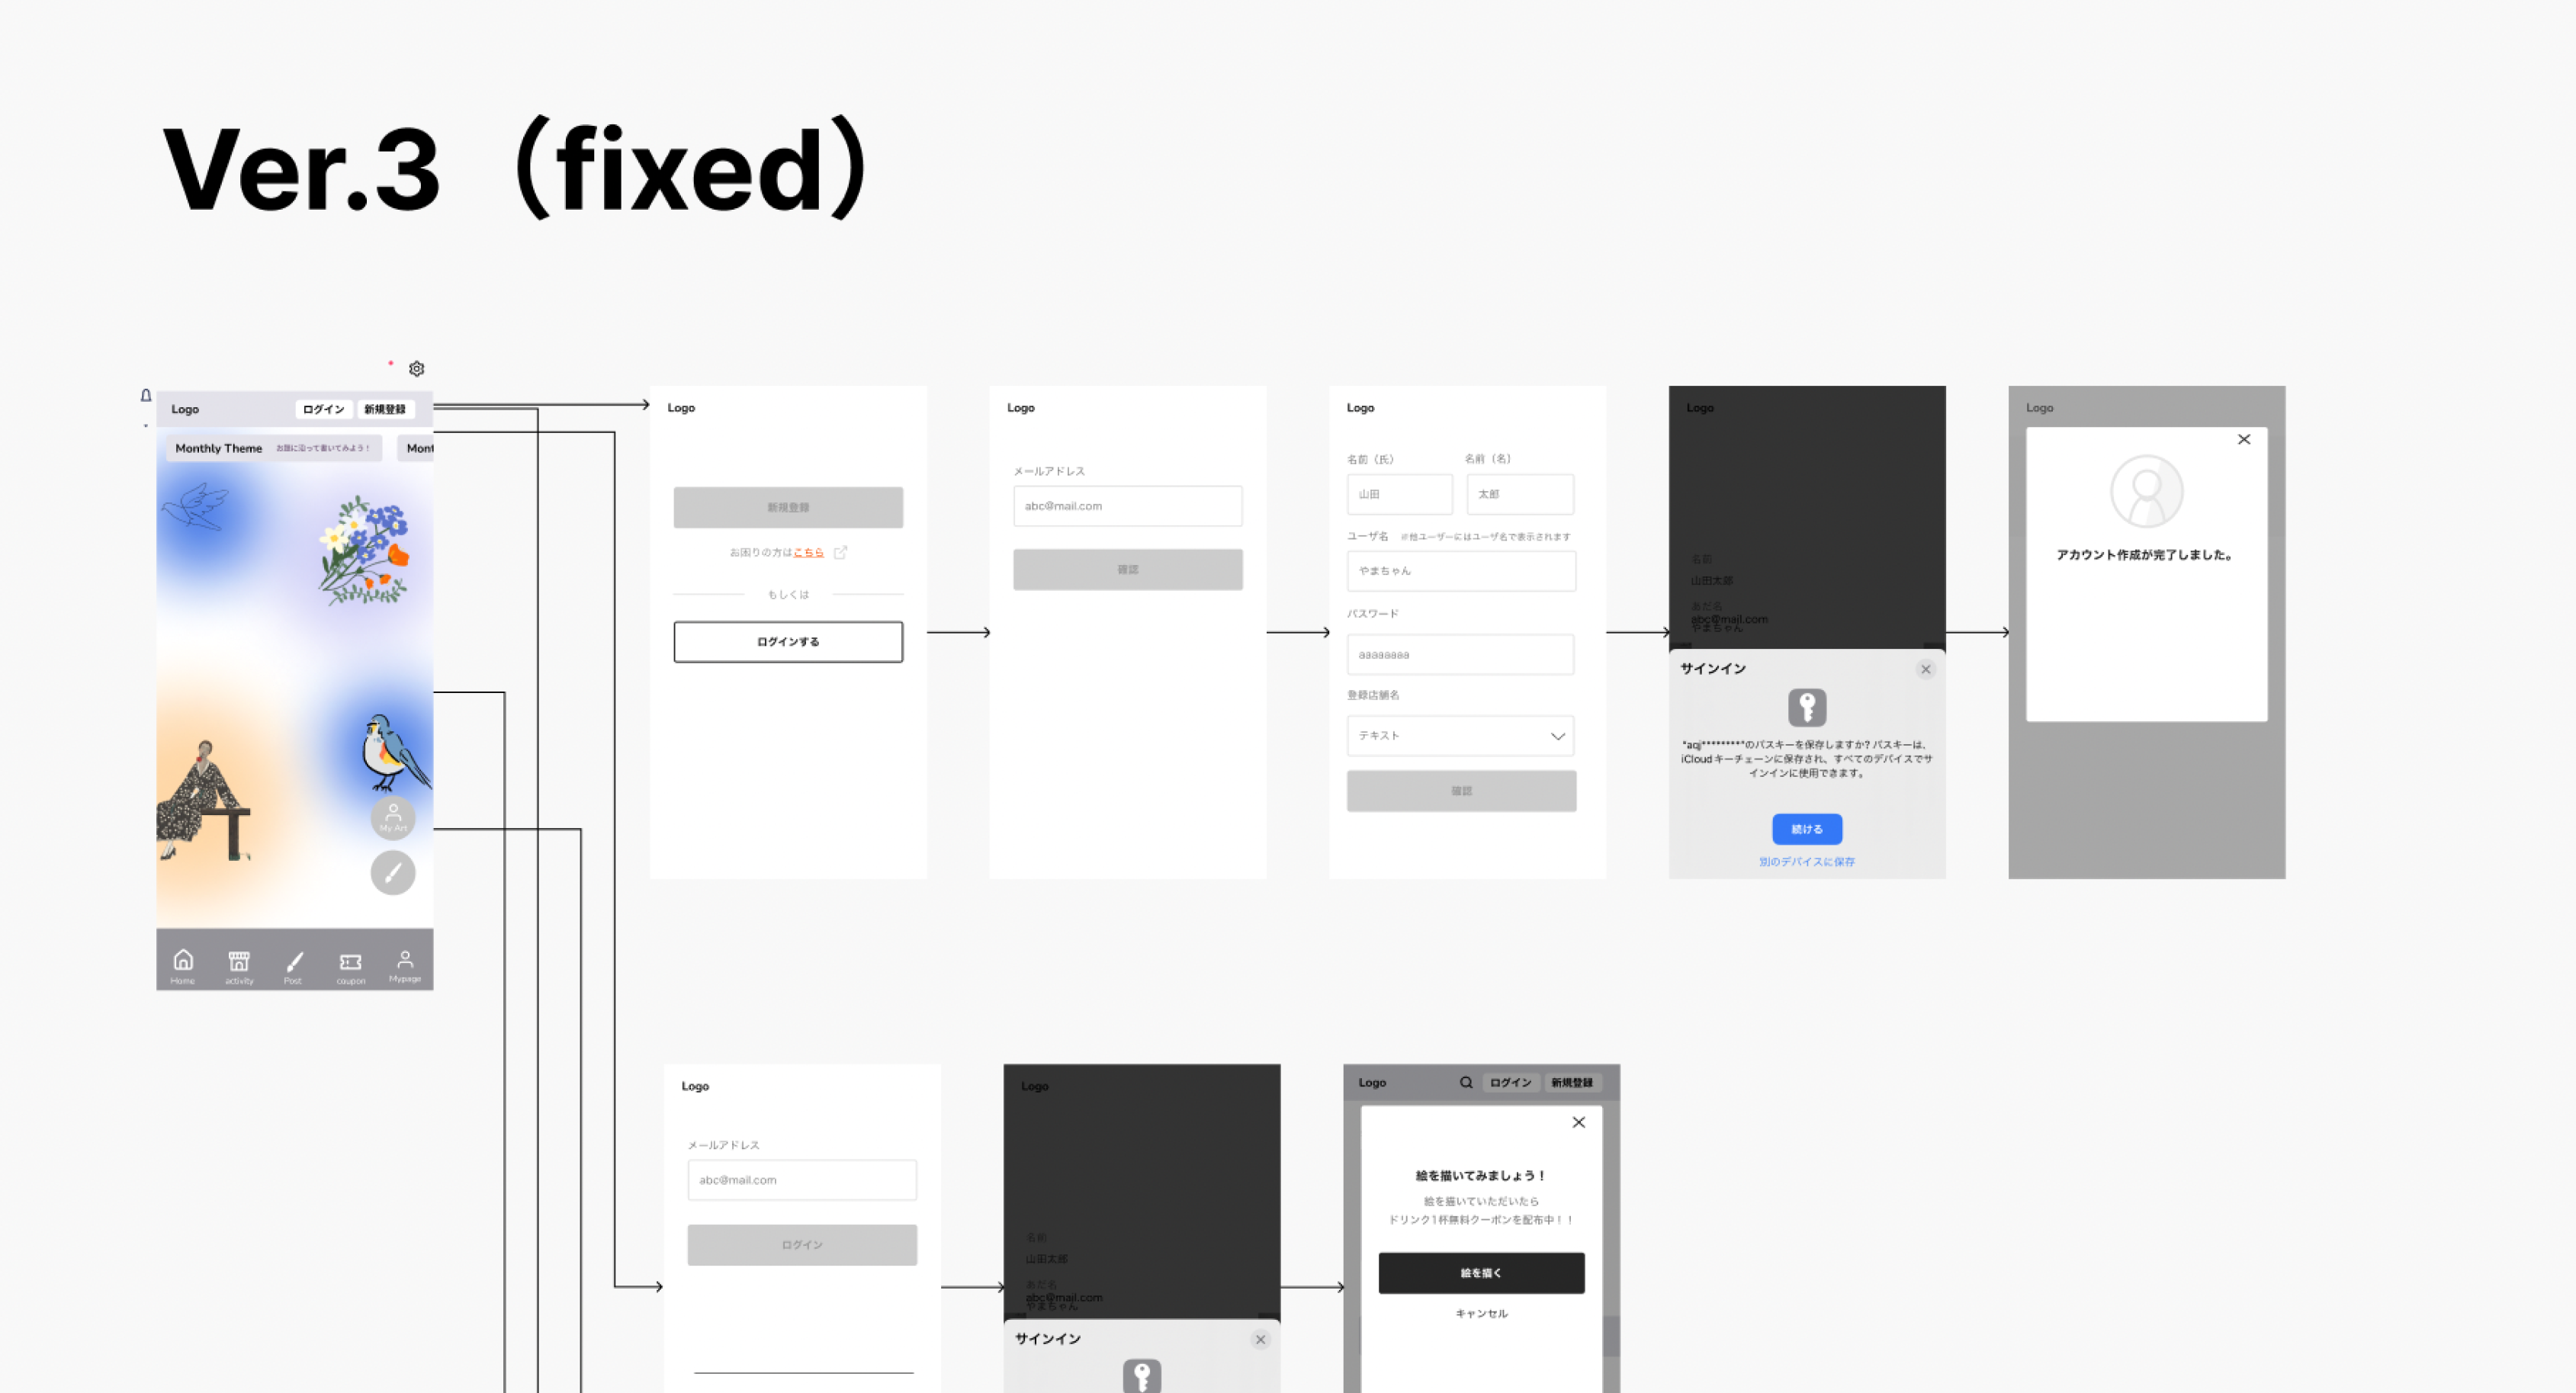 Ver.3（fixed）
Logo
ログイン
新規登録
Monthly Theme
お題に沿って書いてみよう！
Mont
My Art
Home
activity
Post
coupon
Mypage
Logo
新規登録
お困りの方はこちら
もしくは
ログインする
Logo
メールアドレス
abc@mail.com
確認
Logo
名前（氏）
名前（名）
山田
太郎
ユーザ名 ※他ユーザーにはユーザ名で表示されます
やまちゃん
パスワード
aaaaaaaa
登録店舗名
テキスト
確認
Logo
名前
山田太郎
あだ名
abc@mail.com
やまちゃん
サインイン
"aqj********"のパスキーを保存しますか? パスキーは、
iCloud キーチェーンに保存され、すべてのデバイスでサ
インインに使用できます。
続ける
別のデバイスに保存
Logo
アカウント作成が完了しました。
Logo
メールアドレス
abc@mail.com
ログイン
Logo
名前
山田太郎
あだ名
abc@mail.com
やまちゃん
サインイン
Logo
ログイン
新規登録
絵を描いてみましょう！
絵を描いていただいたら
ドリンク1杯無料クーポンを配布中！！
絵を描く
キャンセル